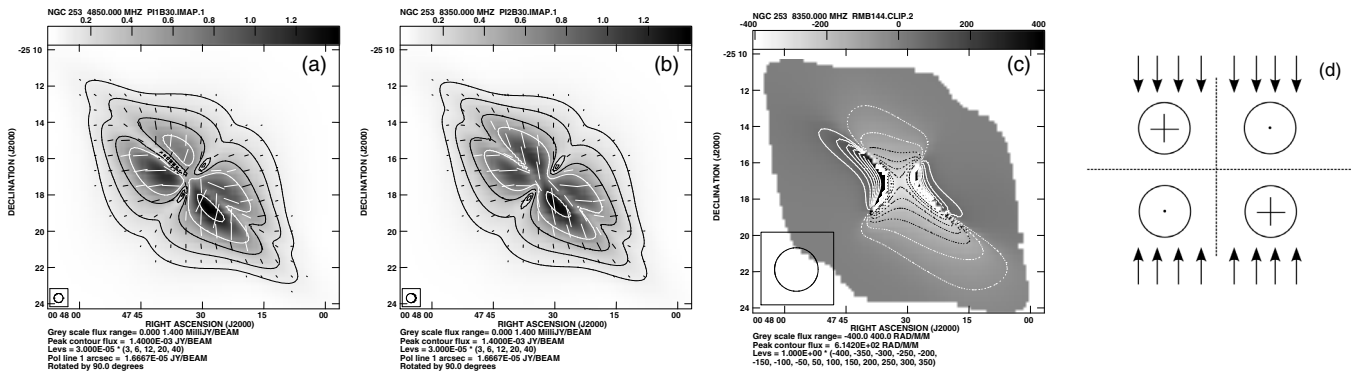 NGC 253 4850.000 MHZ PI1B30.IMAP.1
0.2 0.4 0.6 0.8 1.0 1.2
(a)
DECLINATION (J2000)
-25 10
12
14
16
18
20
22
24
00 48 00 47 45 30 15 00
RIGHT ASCENSION (J2000)
Grey scale flux range= 0.000 1.400 MilliJY/BEAM
Peak contour flux = 1.4000E-03 JY/BEAM
Levs = 3.000E-05 * (3, 6, 12, 20, 40)
Pol line 1 arcsec = 1.6667E-05 JY/BEAM
Rotated by 90.0 degrees
NGC 253 8350.000 MHZ PI2B30.IMAP.1
0.2 0.4 0.6 0.8 1.0 1.2
(b)
DECLINATION (J2000)
-25 10
12
14
16
18
20
22
24
00 48 00 47 45 30 15 00
RIGHT ASCENSION (J2000)
Grey scale flux range= 0.000 1.400 MilliJY/BEAM
Peak contour flux = 1.4000E-03 JY/BEAM
Levs = 3.000E-05 * (3, 6, 12, 20, 40)
Pol line 1 arcsec = 1.6667E-05 JY/BEAM
Rotated by 90.0 degrees
NGC 253 8350.000 MHZ RMB144.CLIP.2
-400 -200 0 200 400
(c)
DECLINATION (J2000)
-25 10
12
14
16
18
20
22
24
00 48 00 47 45 30 15 00
RIGHT ASCENSION (J2000)
Grey scale flux range= -400.0 400.0 RAD/M/M
Peak contour flux = 6.1420E+02 RAD/M/M
Levs = 1.000E+00 * (-400, -350, -300, -250, -200,
-150, -100, -50, 50, 100, 150, 200, 250, 300, 350)
(d)